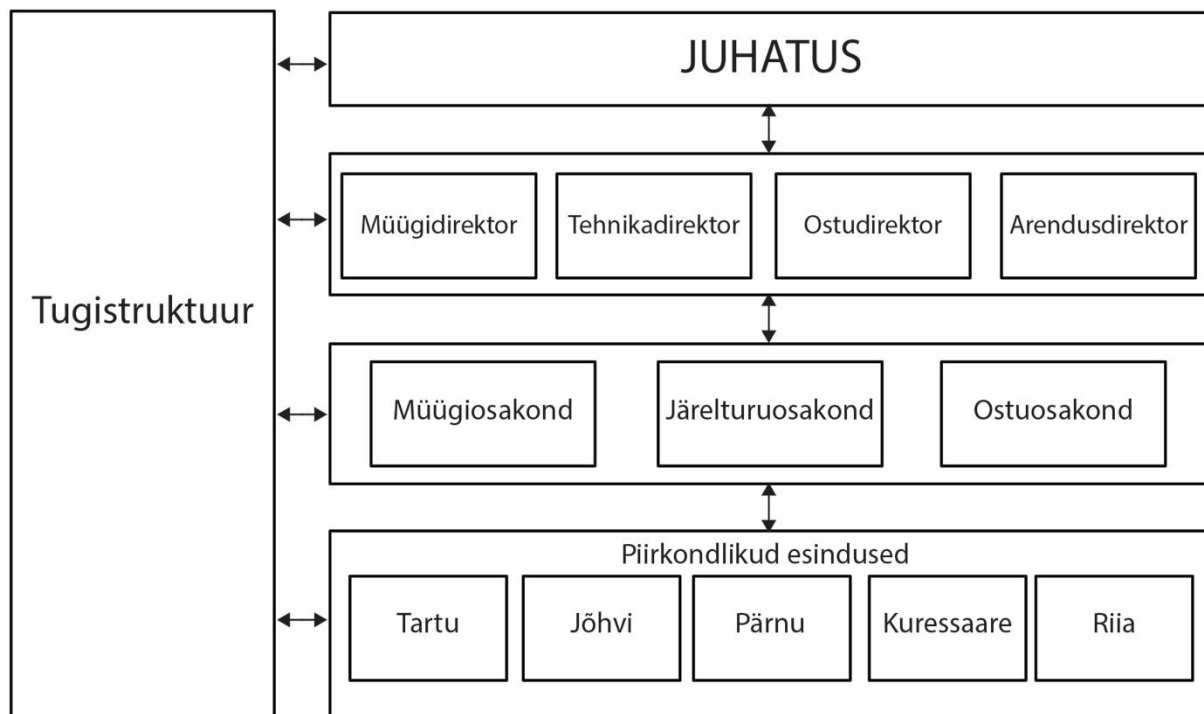 Tugistruktuur
JUHATUS
Müügidirektor
Tehnikadirektor
Ostudirektor
Arendusdirektor
Müügiosakond
Järelturuosakond
Ostuosakond
Piirkondlikud esindused
Tartu
Jõhvi
Pärnu
Kuressaare
Riia